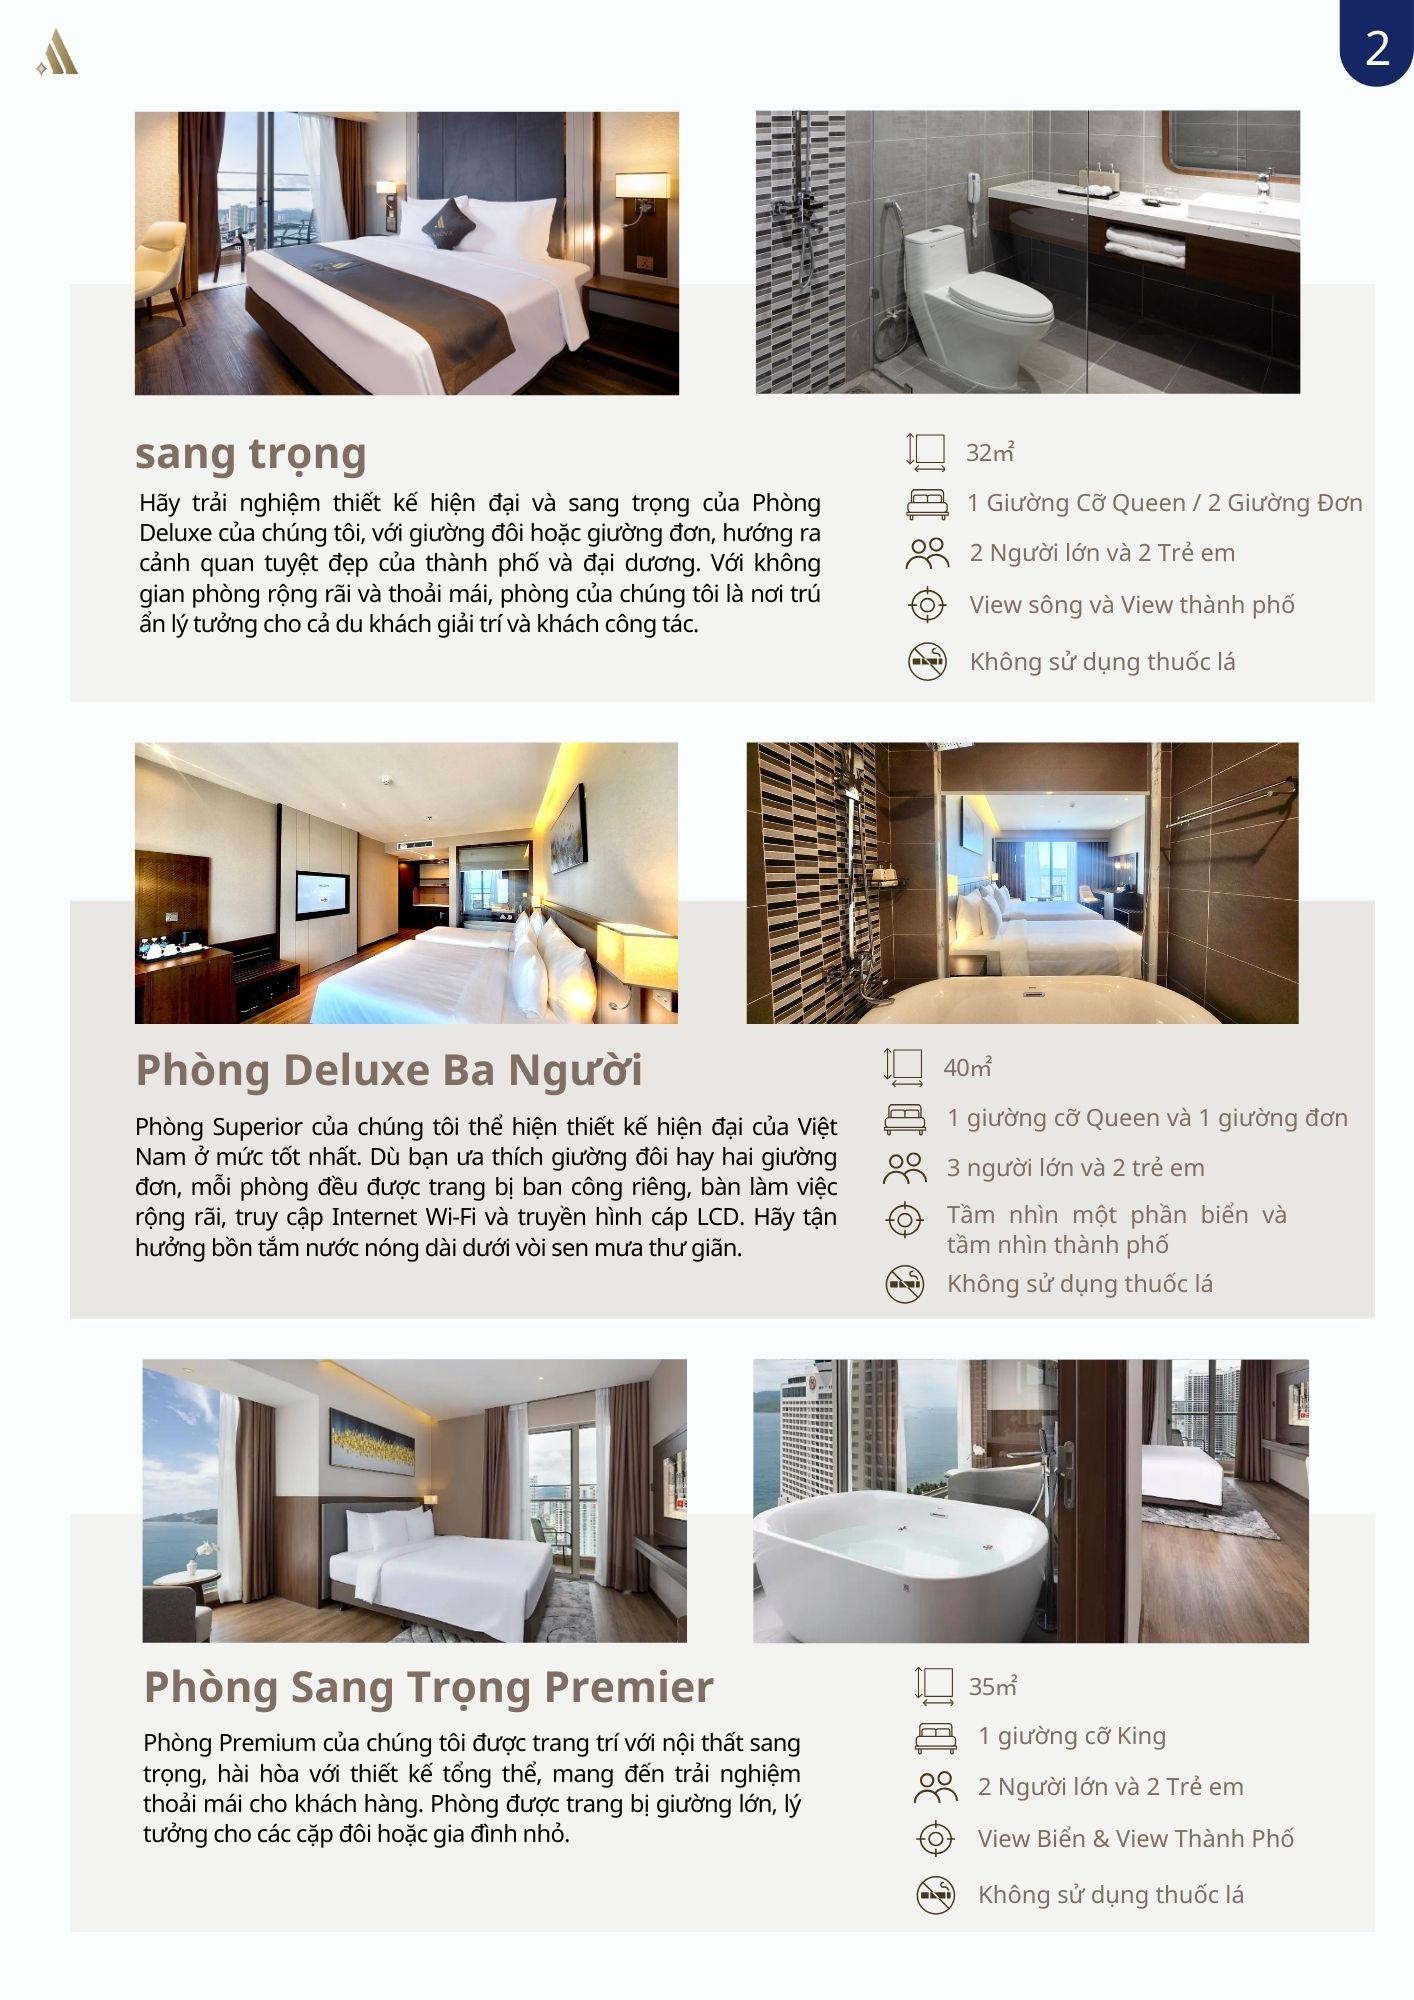 2
sang trọng
Hãy trải nghiệm thiết kế hiện đại và sang trọng của Phòng
Deluxe của chúng tôi, với giường đôi hoặc giường đơn, hướng ra
cảnh quan tuyệt đẹp của thành phố và đại dương. Với không
gian phòng rộng rãi và thoải mái, phòng của chúng tôi là nơi trú
ẩn lý tưởng cho cả du khách giải trí và khách công tác.
32㎡
1 Giường Cỡ Queen / 2 Giường Đơn
2 Người lớn và 2 Trẻ em
View sông và View thành phố
Không sử dụng thuốc lá
Phòng Deluxe Ba Người
Phòng Superior của chúng tôi thể hiện thiết kế hiện đại của Việt
Nam ở mức tốt nhất. Dù bạn ưa thích giường đôi hay hai giường
đơn, mỗi phòng đều được trang bị ban công riêng, bàn làm việc
rộng rãi, truy cập Internet Wi-Fi và truyền hình cáp LCD. Hãy tận
hưởng bồn tắm nước nóng dài dưới vòi sen mưa thư giãn.
40㎡
1 giường cỡ Queen và 1 giường đơn
3 người lớn và 2 trẻ em
Tầm nhìn một phần biển và
tầm nhìn thành phố
Không sử dụng thuốc lá
Phòng Sang Trọng Premier
Phòng Premium của chúng tôi được trang trí với nội thất sang
trọng, hài hòa với thiết kế tổng thể, mang đến trải nghiệm
thoải mái cho khách hàng. Phòng được trang bị giường lớn, lý
tưởng cho các cặp đôi hoặc gia đình nhỏ.
35㎡
1 giường cỡ King
2 Người lớn và 2 Trẻ em
View Biển & View Thành Phố
Không sử dụng thuốc lá